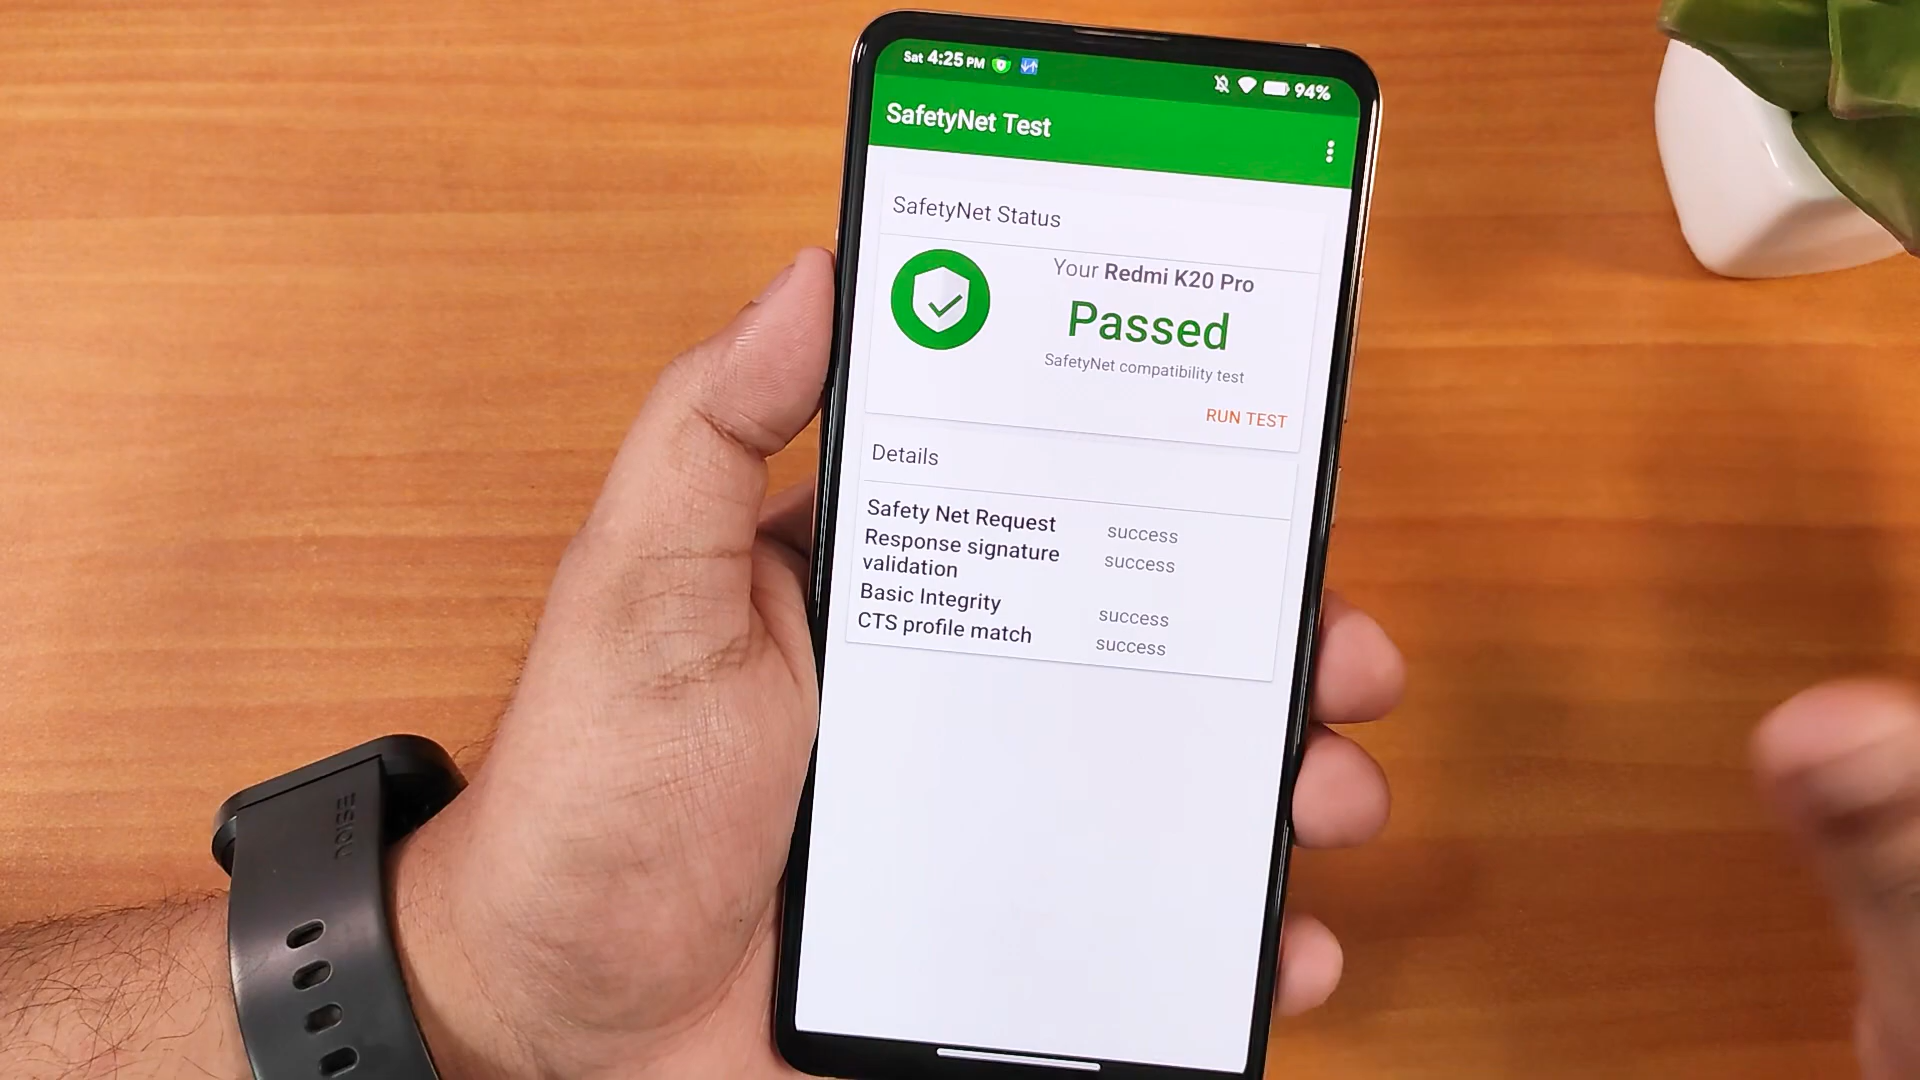 Sat 4:25 PM
94%
SafetyNet Test
SafetyNet Status
Your Redmi K20 Pro
Passed
SafetyNet compatibility test
RUN TEST
Details
Safety Net Request success
Response signature validation success
Basic Integrity success
CTS profile match success
NOISE